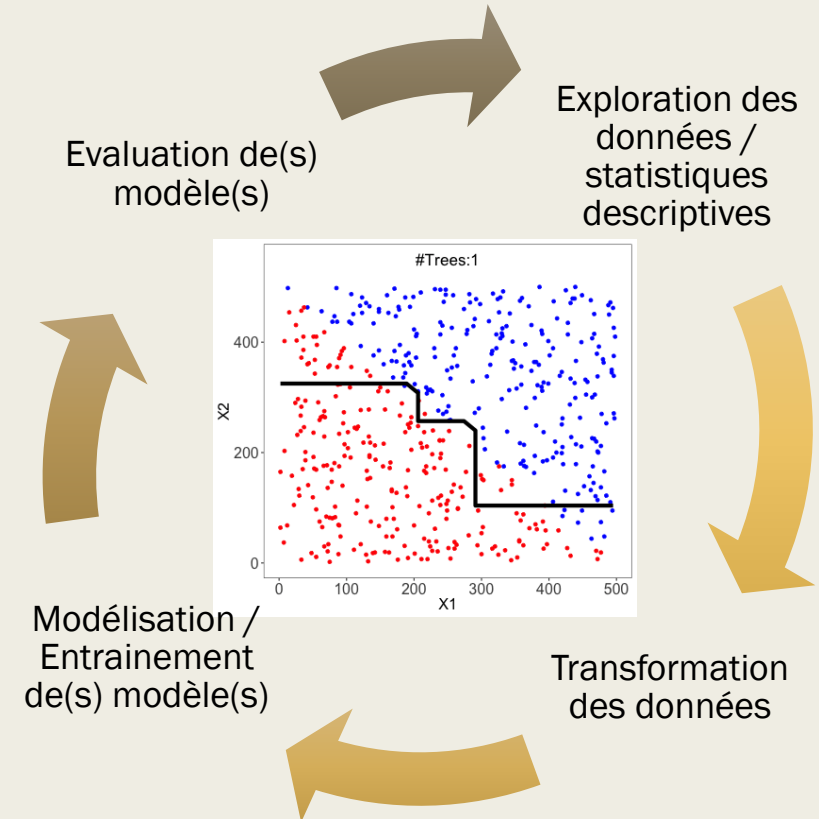 Exploration des
données /
statistiques
descriptives
Evaluation de(s)
modèle(s)
#Trees:1
400
200
0
X2
0 100 200 300 400 500
X1
Modélisation /
Entrainement
de(s) modèle(s)
Transformation
des données